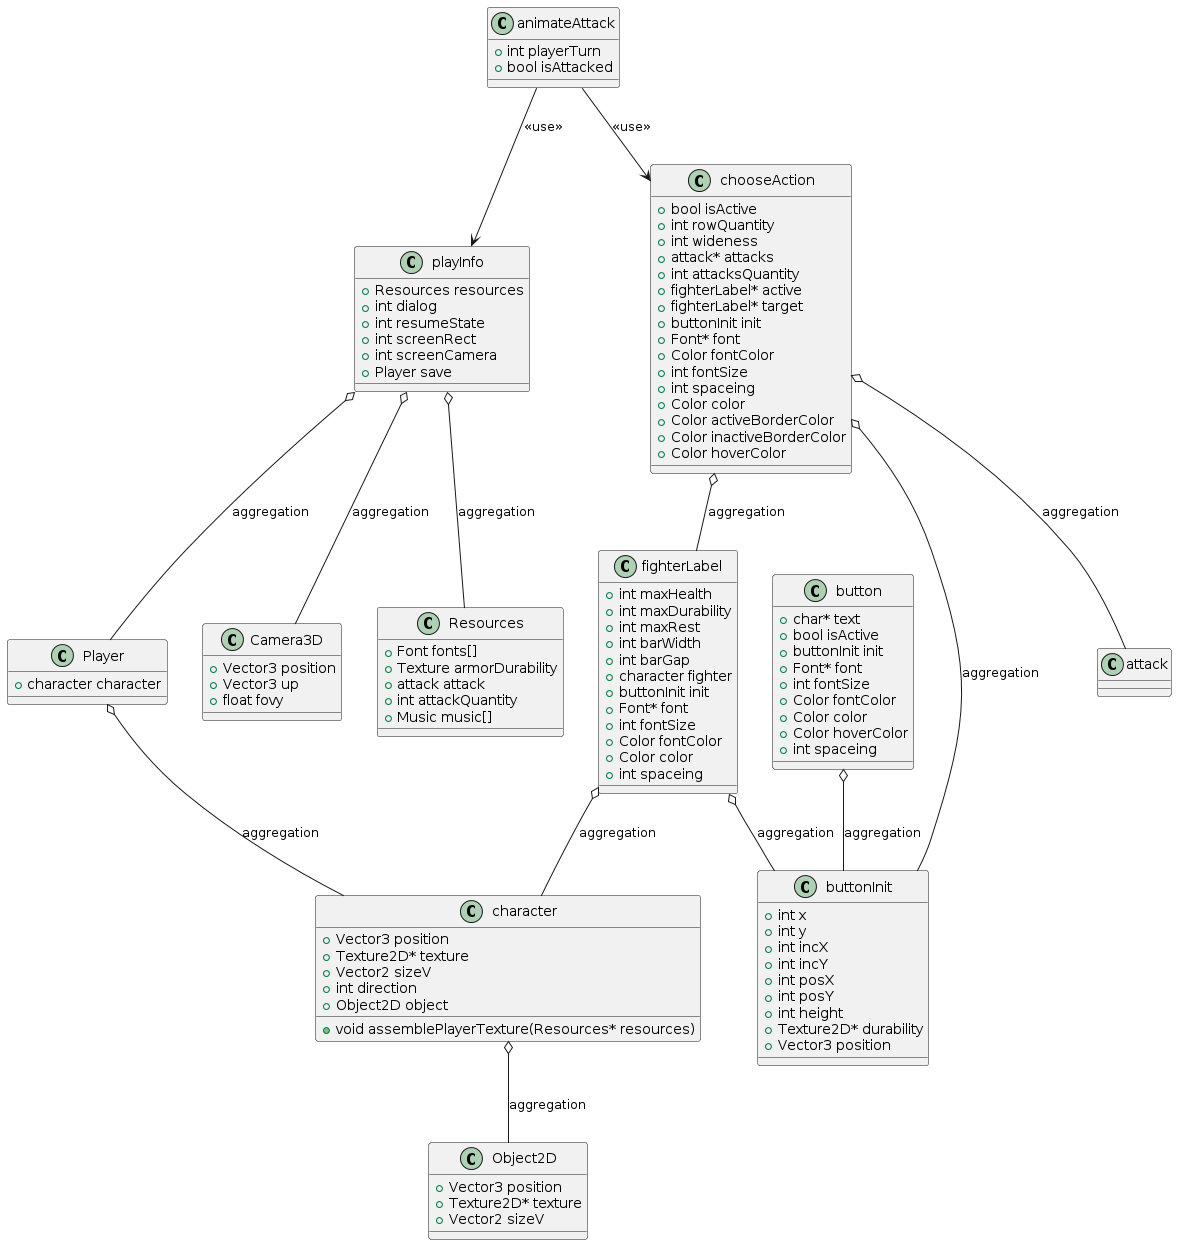 animateAttack
int playerTurn
bool isAttacked
«use»
«use»
chooseAction
bool isActive
int rowQuantity
int wideness
attack* attacks
int attacksQuantity
fighterLabel* active
fighterLabel* target
buttonInit init
Font* font
Color fontColor
int fontSize
int spaceing
Color color
Color activeBorderColor
Color inactiveBorderColor
Color hoverColor
playInfo
Resources resources
int dialog
int resumeState
int screenRect
int screenCamera
Player save
aggregation
aggregation
aggregation
aggregation
aggregation
aggregation
Player
character character
Camera3D
Vector3 position
Vector3 up
float fovy
Resources
Font fonts[]
Texture armorDurability
attack attack
int attackQuantity
Music music[]
fighterLabel
int maxHealth
int maxDurability
int maxRest
int barWidth
int barGap
character fighter
buttonInit init
Font* font
int fontSize
Color fontColor
Color color
int spaceing
button
char* text
bool isActive
buttonInit init
Font* font
int fontSize
Color fontColor
Color color
Color hoverColor
int spaceing
attack
aggregation
aggregation
aggregation
aggregation
character
Vector3 position
Texture2D* texture
Vector2 sizeV
int direction
Object2D object
void assemblePlayerTexture(Resources* resources)
buttonInit
int x
int y
int incX
int incY
int posX
int posY
int height
Texture2D* durability
Vector3 position
aggregation
Object2D
Vector3 position
Texture2D* texture
Vector2 sizeV